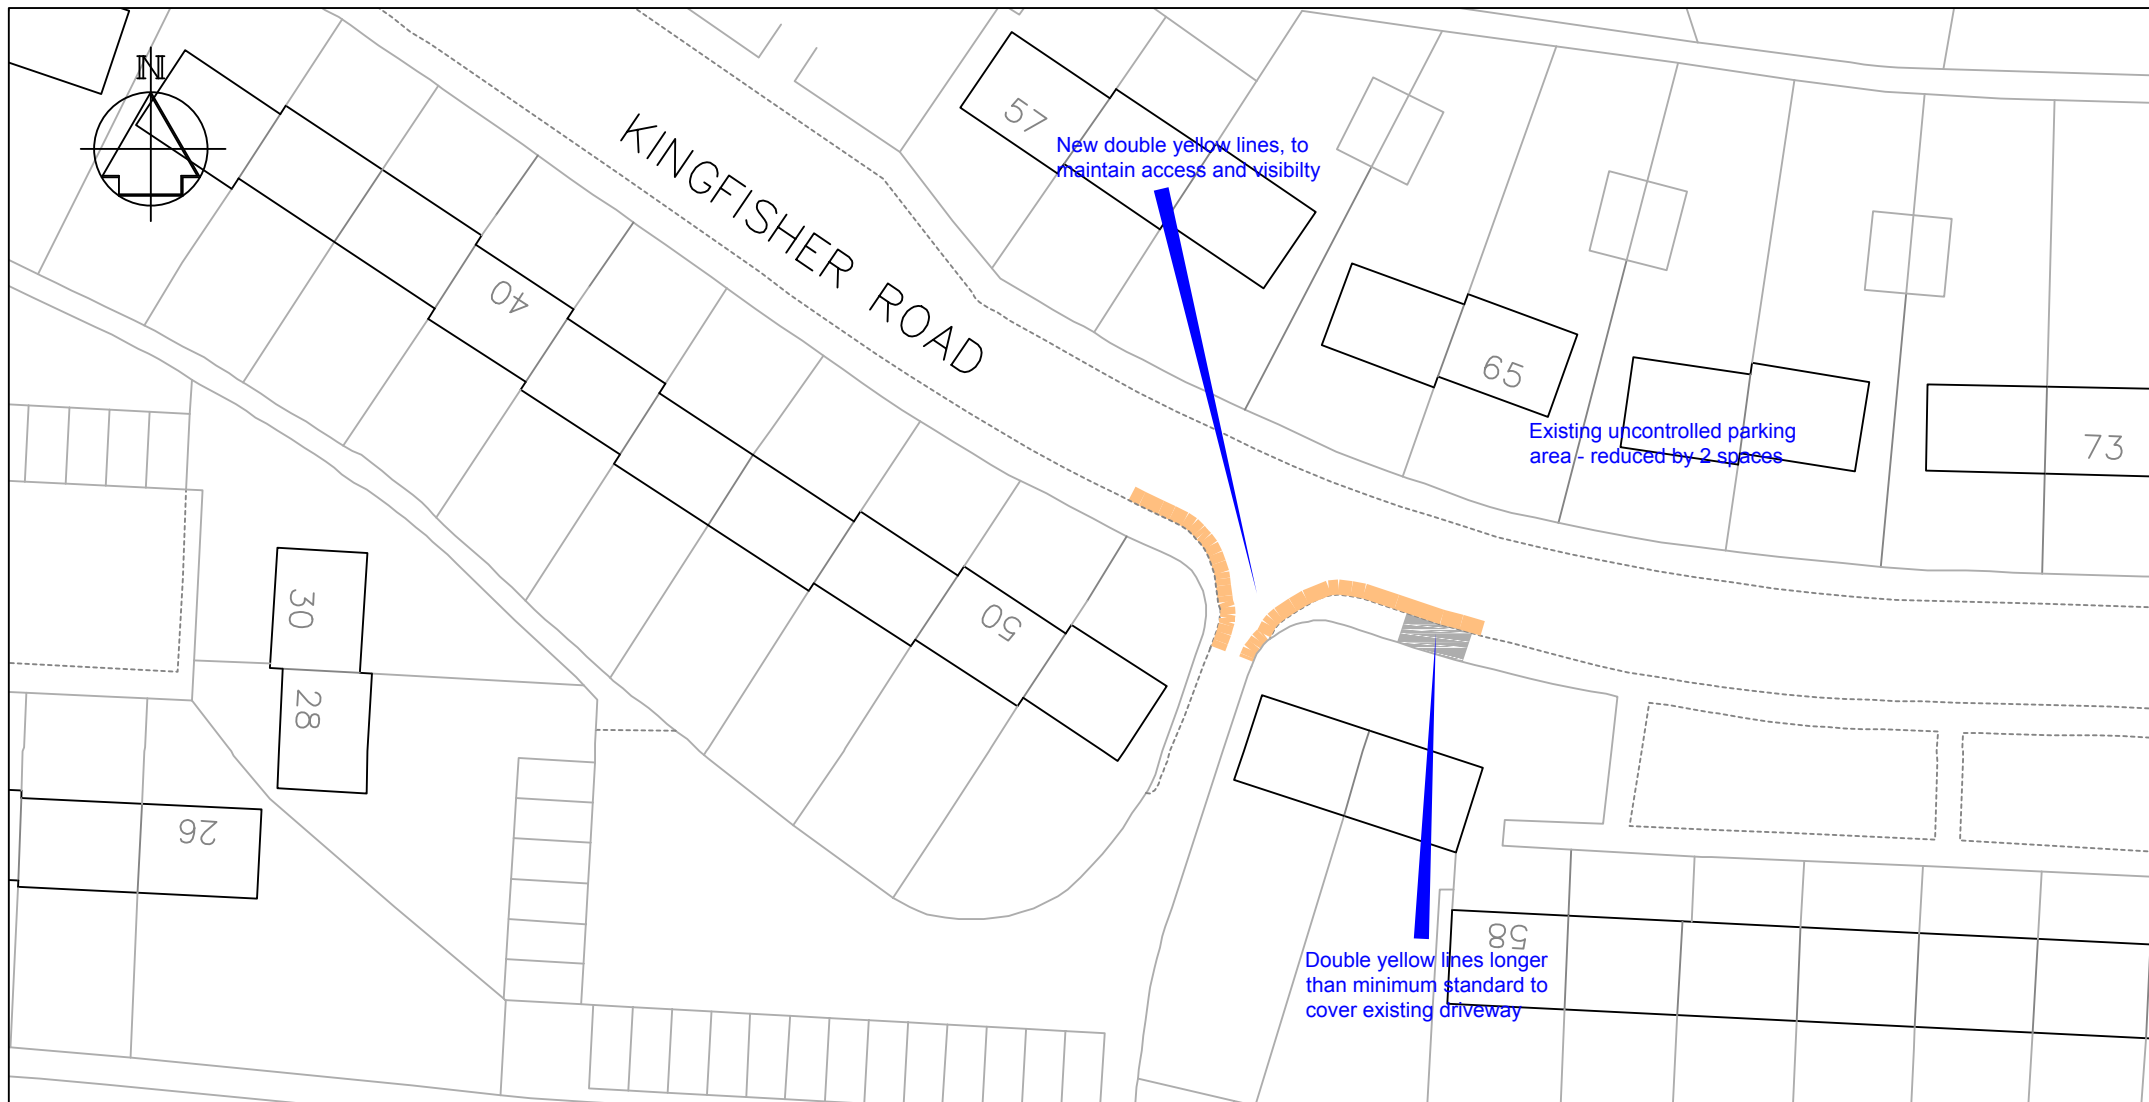 N
57
New double yellow lines, to
maintain access and visibilty
KINGFISHER ROAD
40
65
Existing uncontrolled parking
area - reduced by 2 spaces
73
30
50
28
26
58
Double yellow lines longer
than minimum standard to
cover existing driveway